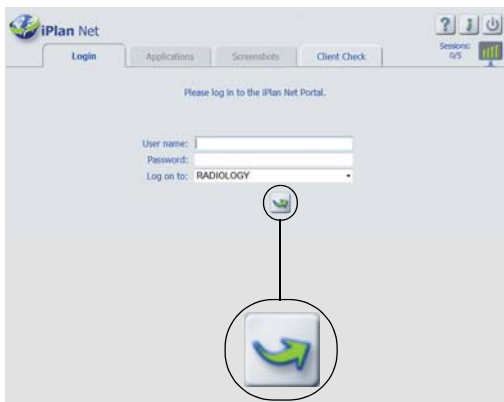 iPlan Net
Login
Applications
Screenshots
Client Check
Sessions:
0/5
Please log in to the iPlan Net Portal.
User name:
Password:
Log on to: RADIOLOGY